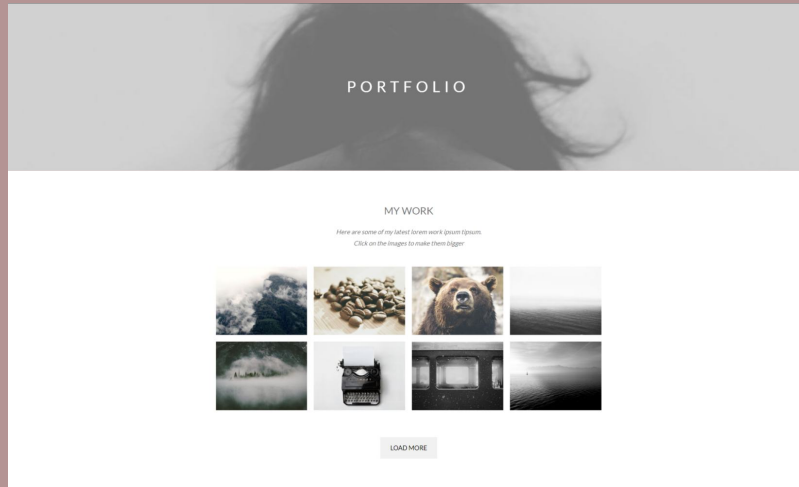 PORTFOLIO
MY WORK
Here are some of my latest lorem work ipsum tipsum.
Click on the images to make them bigger
LOAD MORE